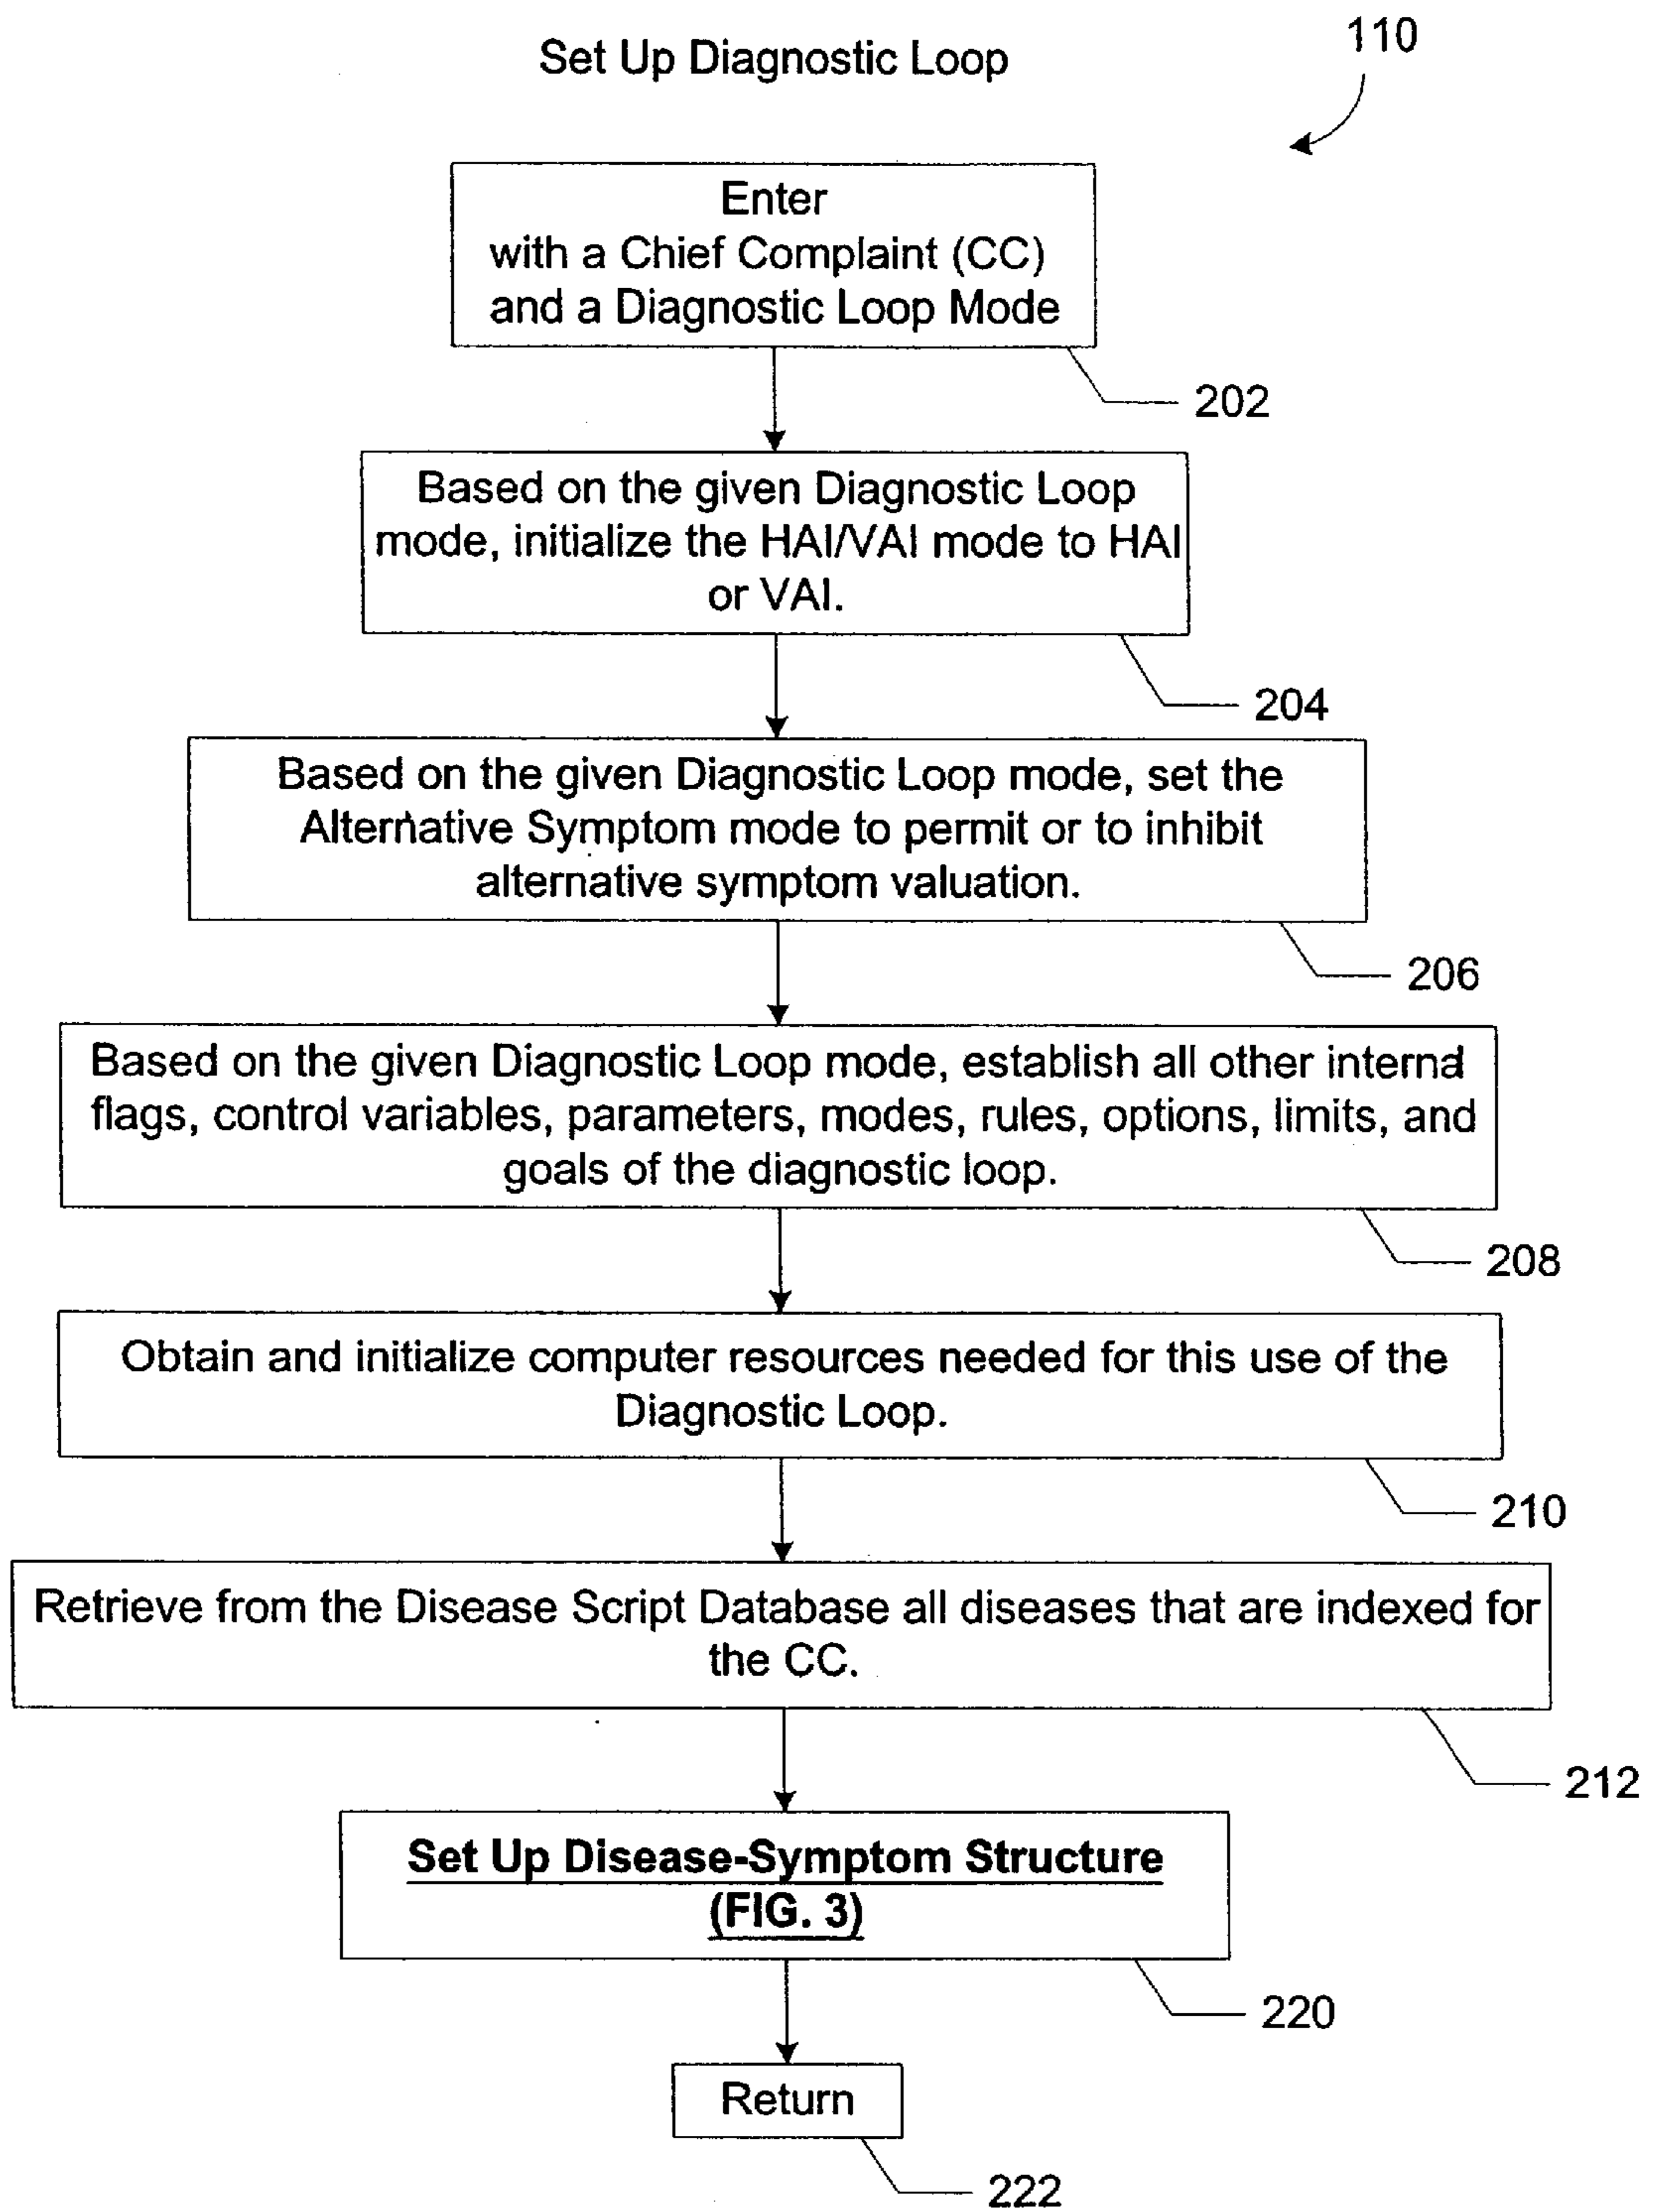 Set Up Diagnostic Loop
110
Enter
with a Chief Complaint (CC)
and a Diagnostic Loop Mode
202
Based on the given Diagnostic Loop
mode, initialize the HAI/VAI mode to HAI
or VAI.
204
Based on the given Diagnostic Loop mode, set the
Alternative Symptom mode to permit or to inhibit
alternative symptom valuation.
206
Based on the given Diagnostic Loop mode, establish all other internal
flags, control variables, parameters, modes, rules, options, limits, and
goals of the diagnostic loop.
208
Obtain and initialize computer resources needed for this use of the
Diagnostic Loop.
210
Retrieve from the Disease Script Database all diseases that are indexed for
the CC.
212
Set Up Disease-Symptom Structure
(FIG. 3)
220
Return
222